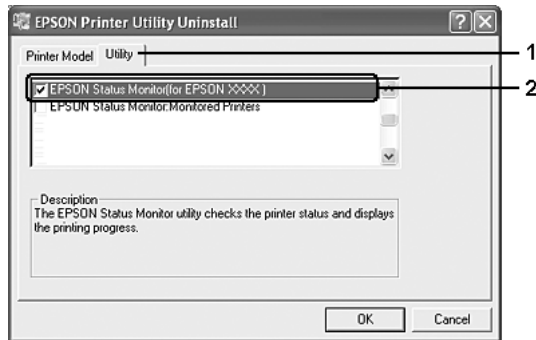 EPSON Printer Utility Uninstall
Printer Model Utility
1
EPSON Status Monitor(for EPSON XXXX )
2
EPSON Status Monitor:Monitored Printers
Description
The EPSON Status Monitor utility checks the printer status and displays
the printing progress.
OK Cancel